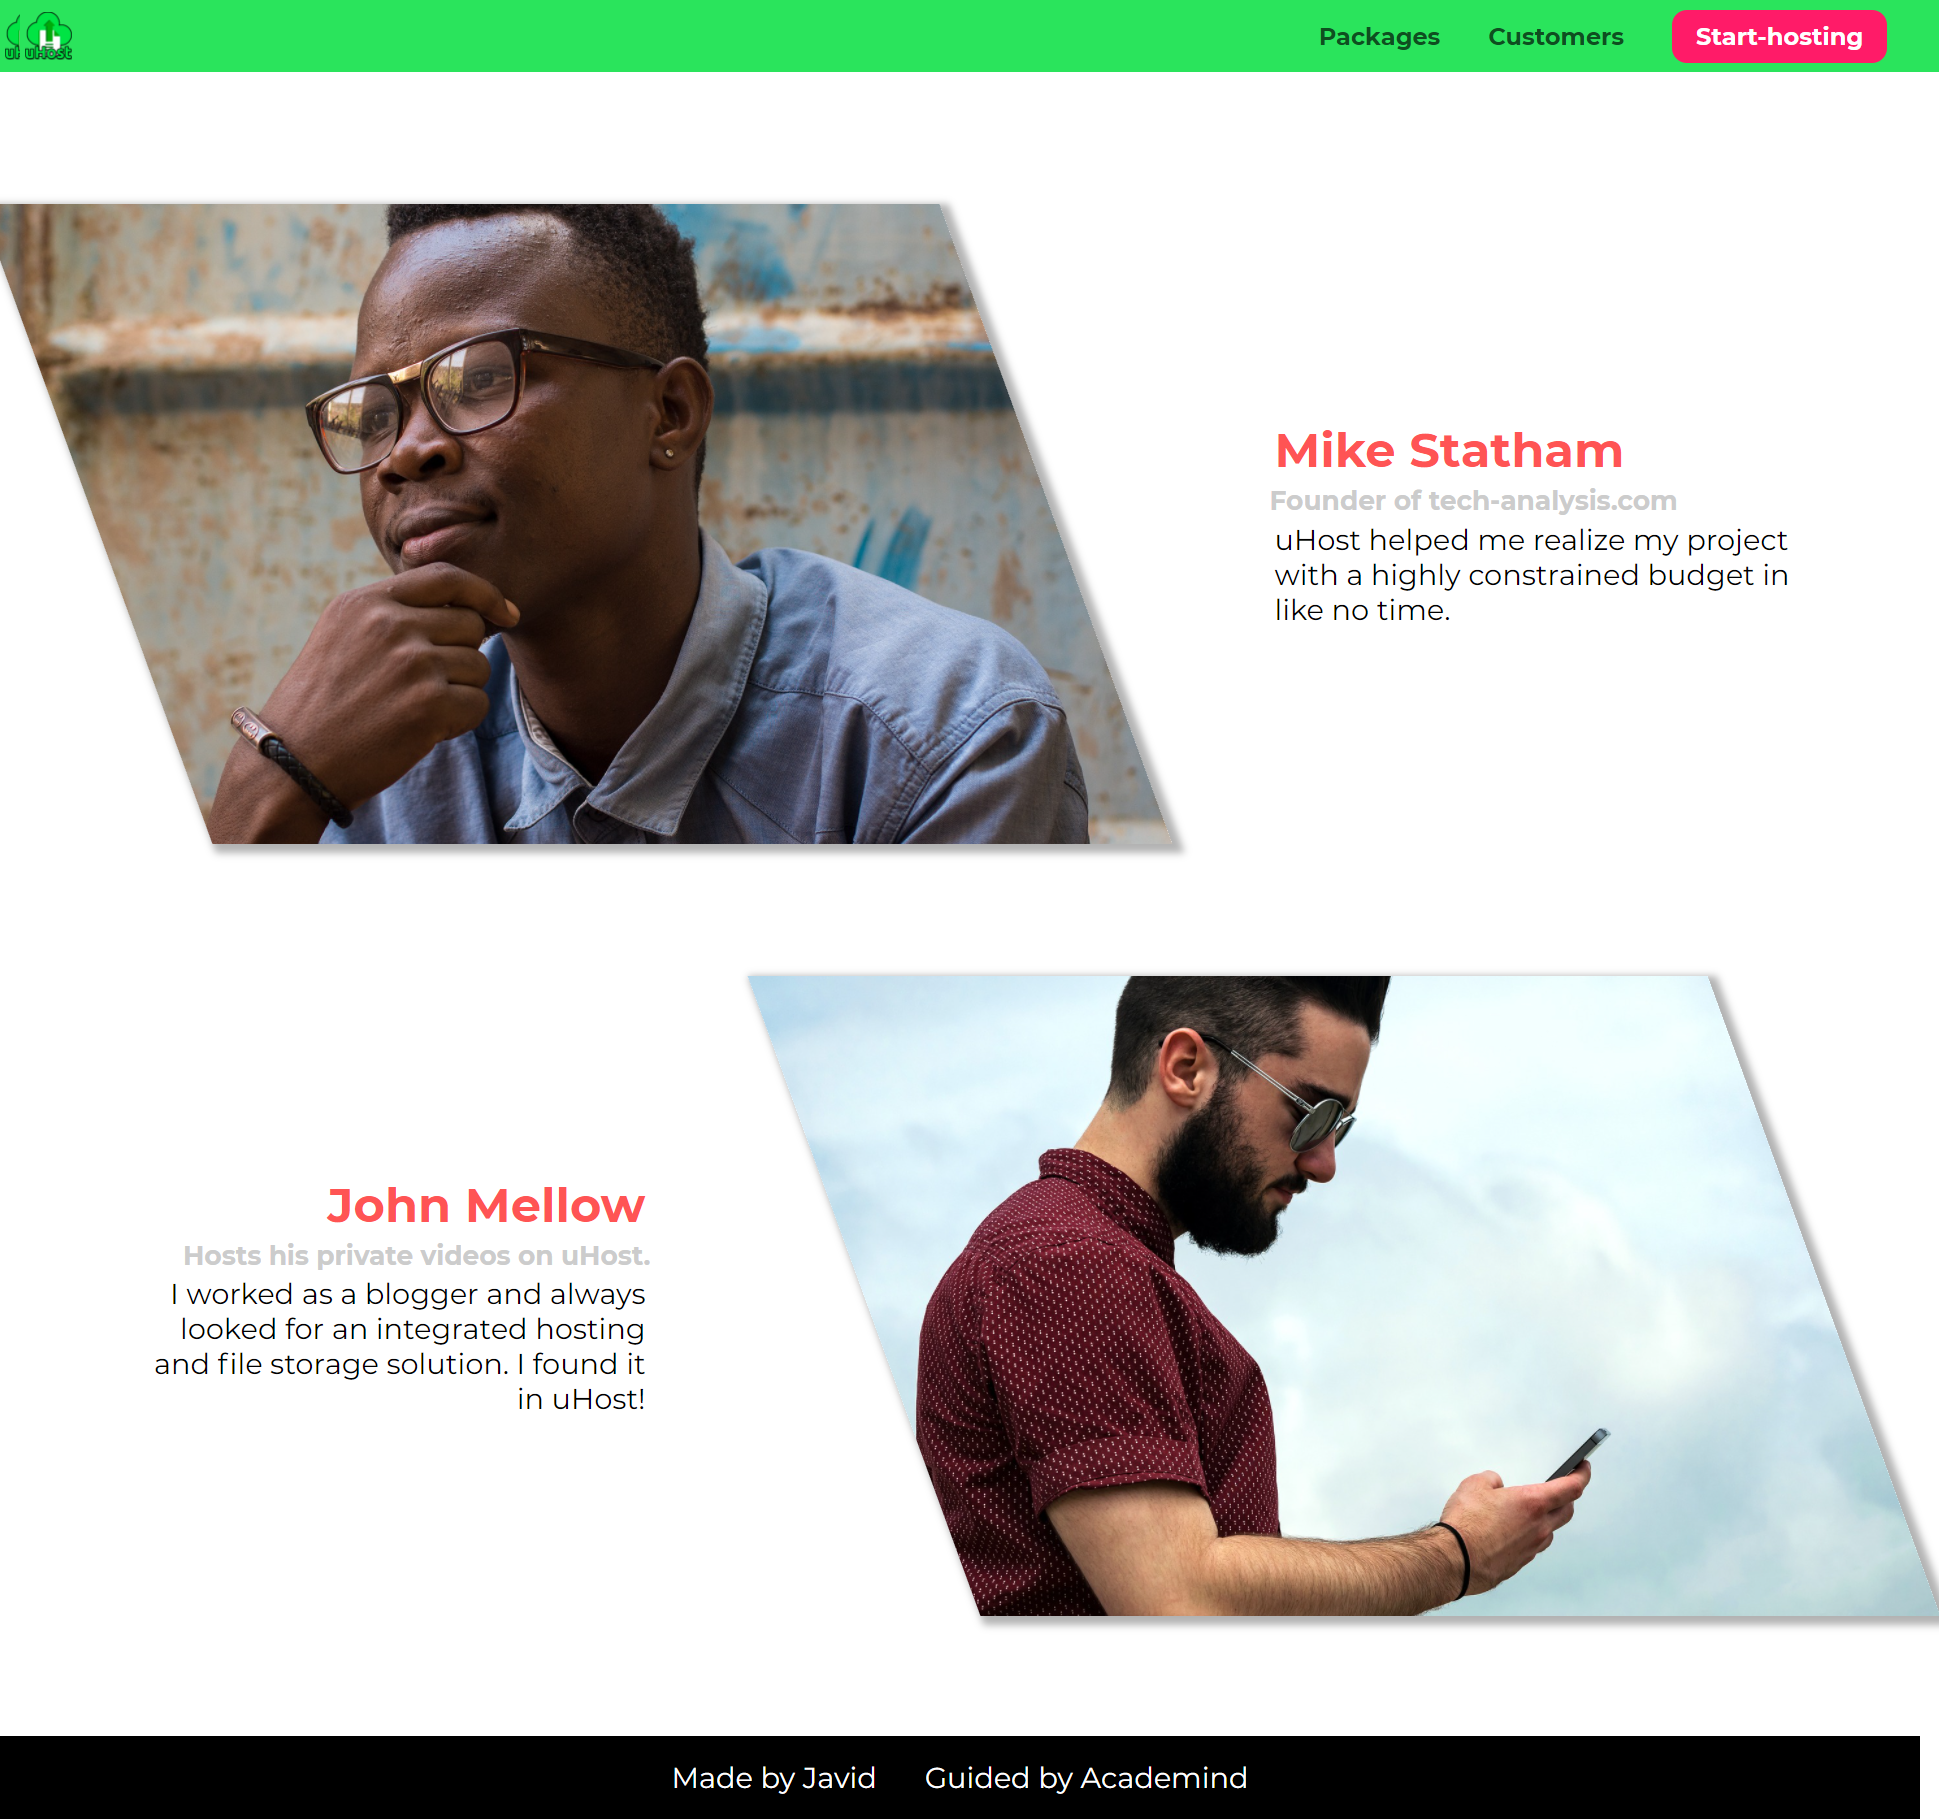 uHost
Packages
Customers
Start-hosting
Mike Statham
Founder of tech-analysis.com
uHost helped me realize my project
with a highly constrained budget in
like no time.
John Mellow
Hosts his private videos on uHost.
I worked as a blogger and always
looked for an integrated hosting
and file storage solution. I found it
in uHost!
Made by Javid
Guided by Academind